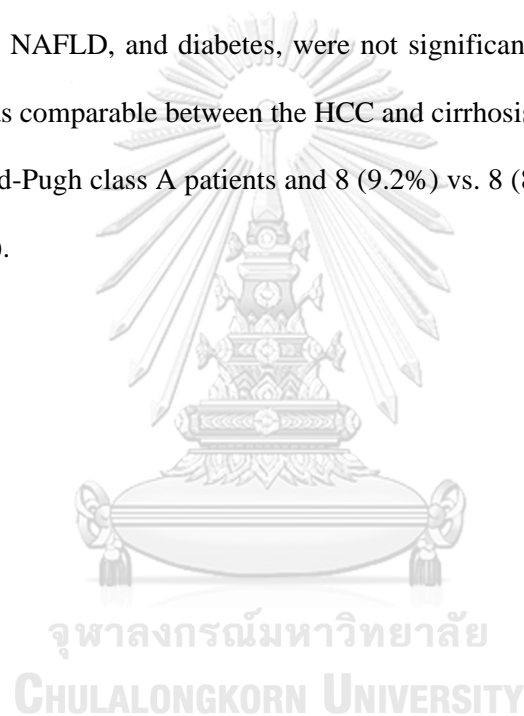 NAFLD, and diabetes, were not significan
s comparable between the HCC and cirrhosis
d-Pugh class A patients and 8 (9.2%) vs. 8 (8
).
จุฬาลงกรณ์มหาวิทยาลัย
CHULALONGKORN UNIVERSITY